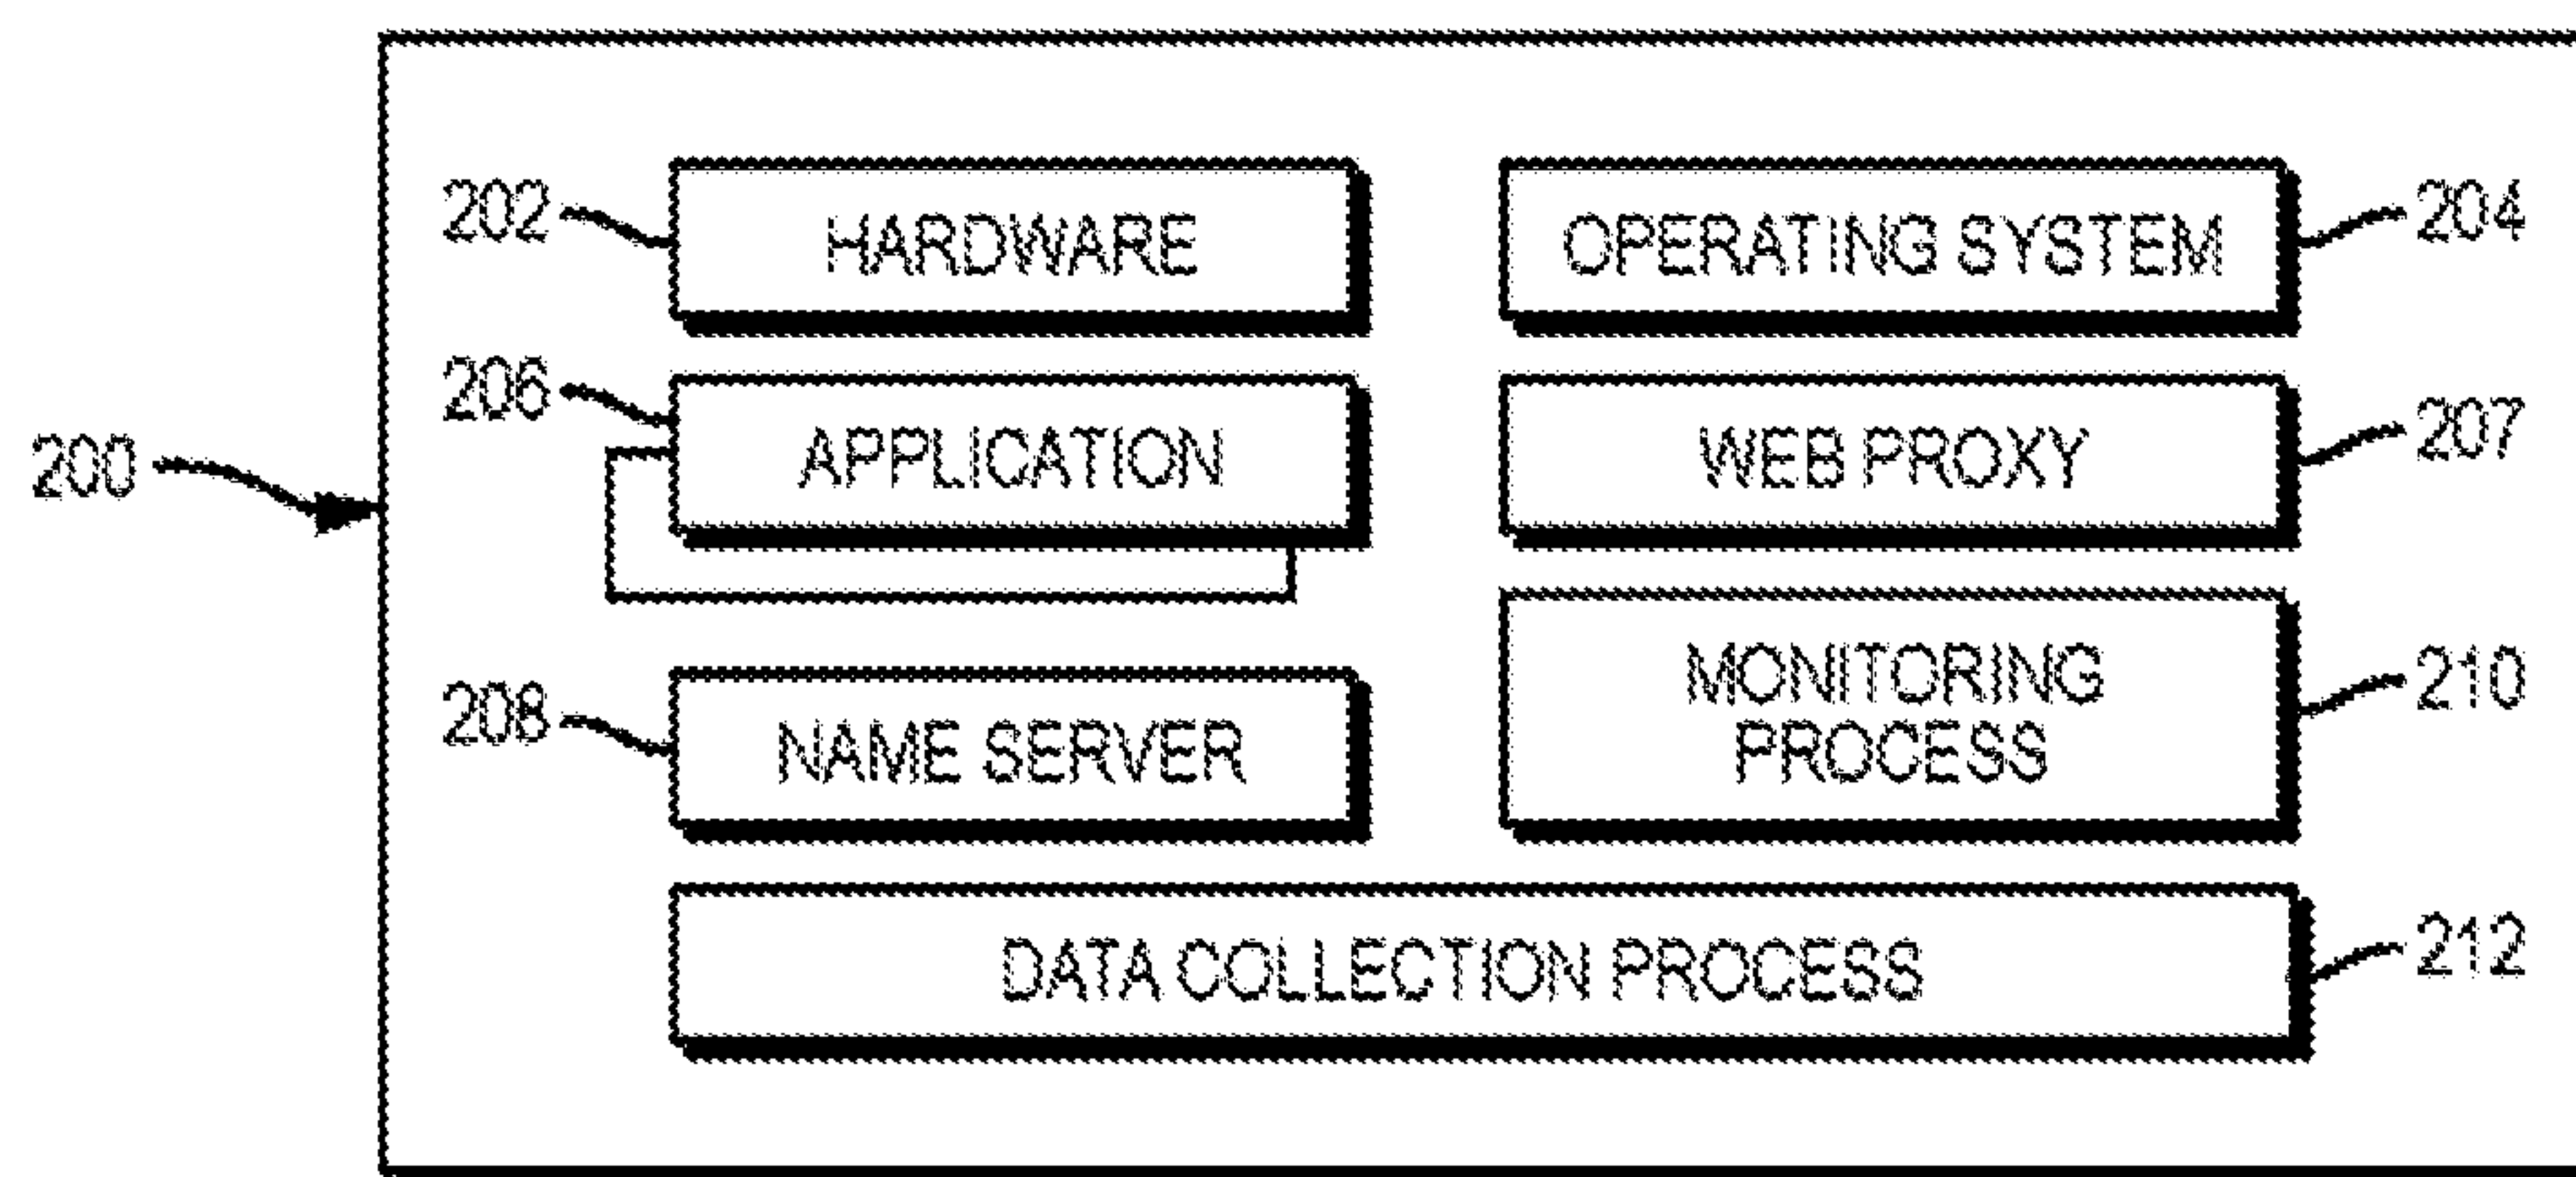 202
HARDWARE
OPERATING SYSTEM
204
206
APPLICATION
WEB PROXY
207
200
208
NAME SERVER
MONITORING
PROCESS
210
DATA COLLECTION PROCESS
212